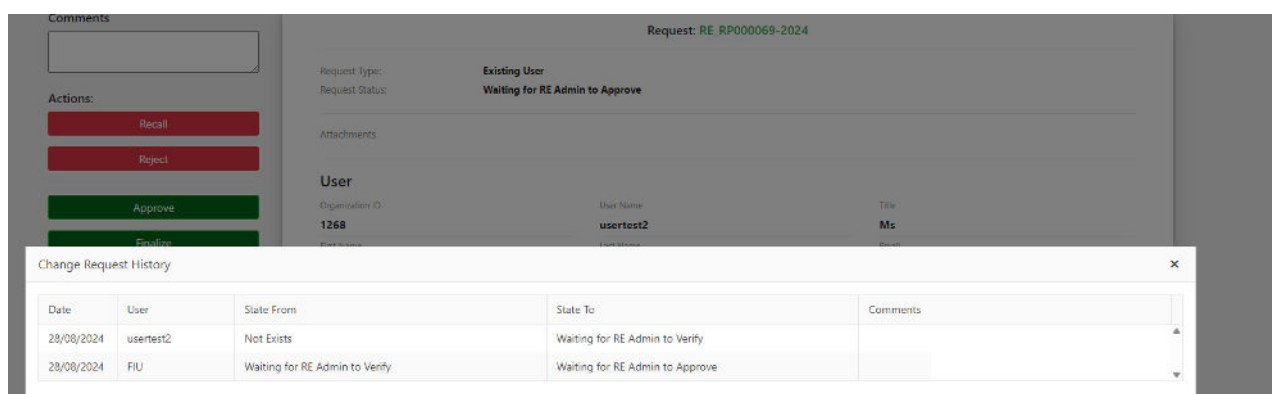 Comments
Request: RE_RP000069-2024
Request Type: Existing User
Request Status: Waiting for RE Admin to Approve
Actions:
Recall
Attachments
Reject
User
Organization ID User Name Title
Approve
1268 usertest2 Ms
Finalize
First Name Last Name Email
Change Request History ×
Date User State From State To Comments
28/08/2024 usertest2 Not Exists Waiting for RE Admin to Verify
28/08/2024 FIU Waiting for RE Admin to Verify Waiting for RE Admin to Approve